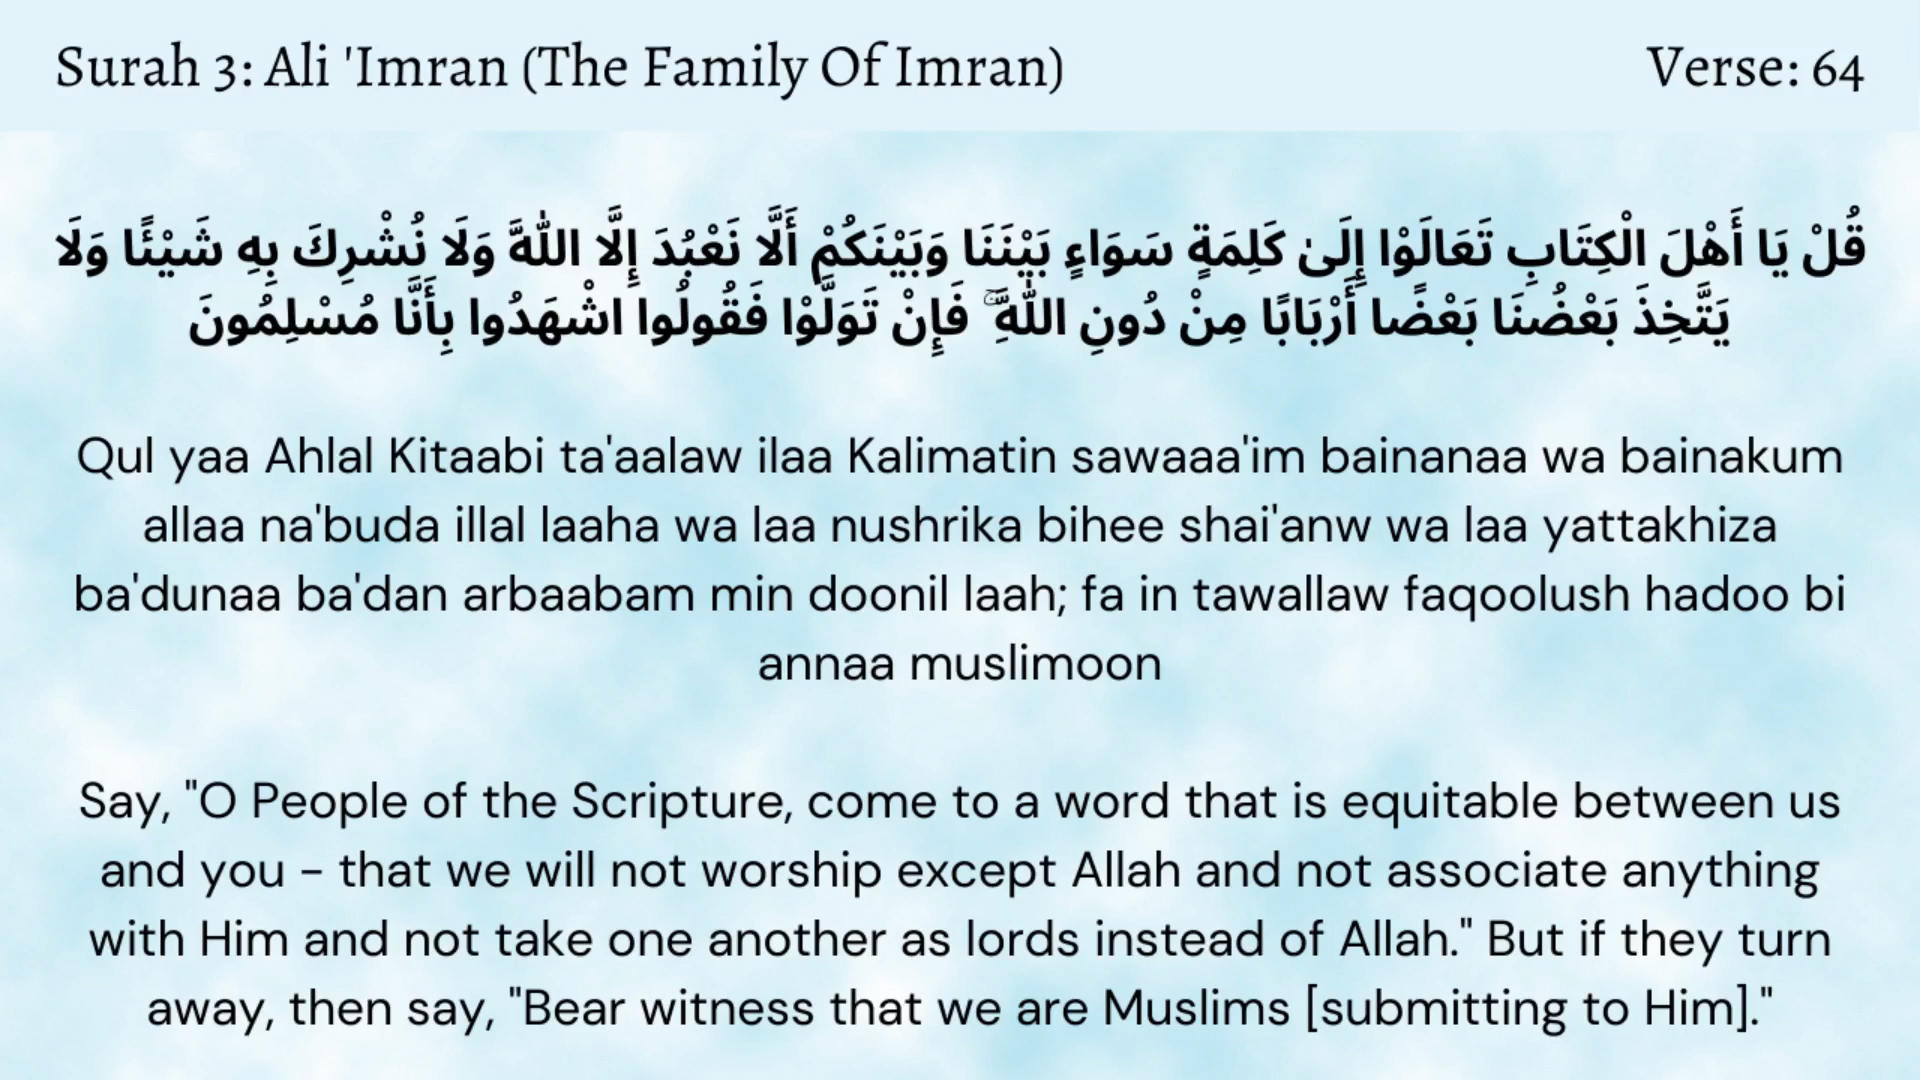 Surah 3: Ali 'Imran (The Family Of Imran)
Verse: 64
قُلْ يَا أَهْلَ الْكِتَابِ تَعَالَوْا إِلَىٰ كَلِمَةٍ سَوَاءٍ بَيْنَنَا وَبَيْنَكُمْ أَلَّا نَعْبُدَ إِلَّا اللَّهَ وَلَا نُشْرِكَ بِهِ شَيْئًا وَلَا
يَتَّخِذَ بَعْضُنَا بَعْضًا أَرْبَابًا مِنْ دُونِ اللَّهِ ۚ فَإِنْ تَوَلَّوْا فَقُولُوا اشْهَدُوا بِأَنَّا مُسْلِمُونَ
Qul yaa Ahlal Kitaabi ta'aalaw ilaa Kalimatin sawaaa'im bainanaa wa bainakum
allaa na'buda illal laaha wa laa nushrika bihee shai'anw wa laa yattakhiza
ba'dunaa ba'dan arbaabam min doonil laah; fa in tawallaw faqoolush hadoo bi
annaa muslimoon
Say, "O People of the Scripture, come to a word that is equitable between us
and you – that we will not worship except Allah and not associate anything
with Him and not take one another as lords instead of Allah." But if they turn
away, then say, "Bear witness that we are Muslims [submitting to Him]."